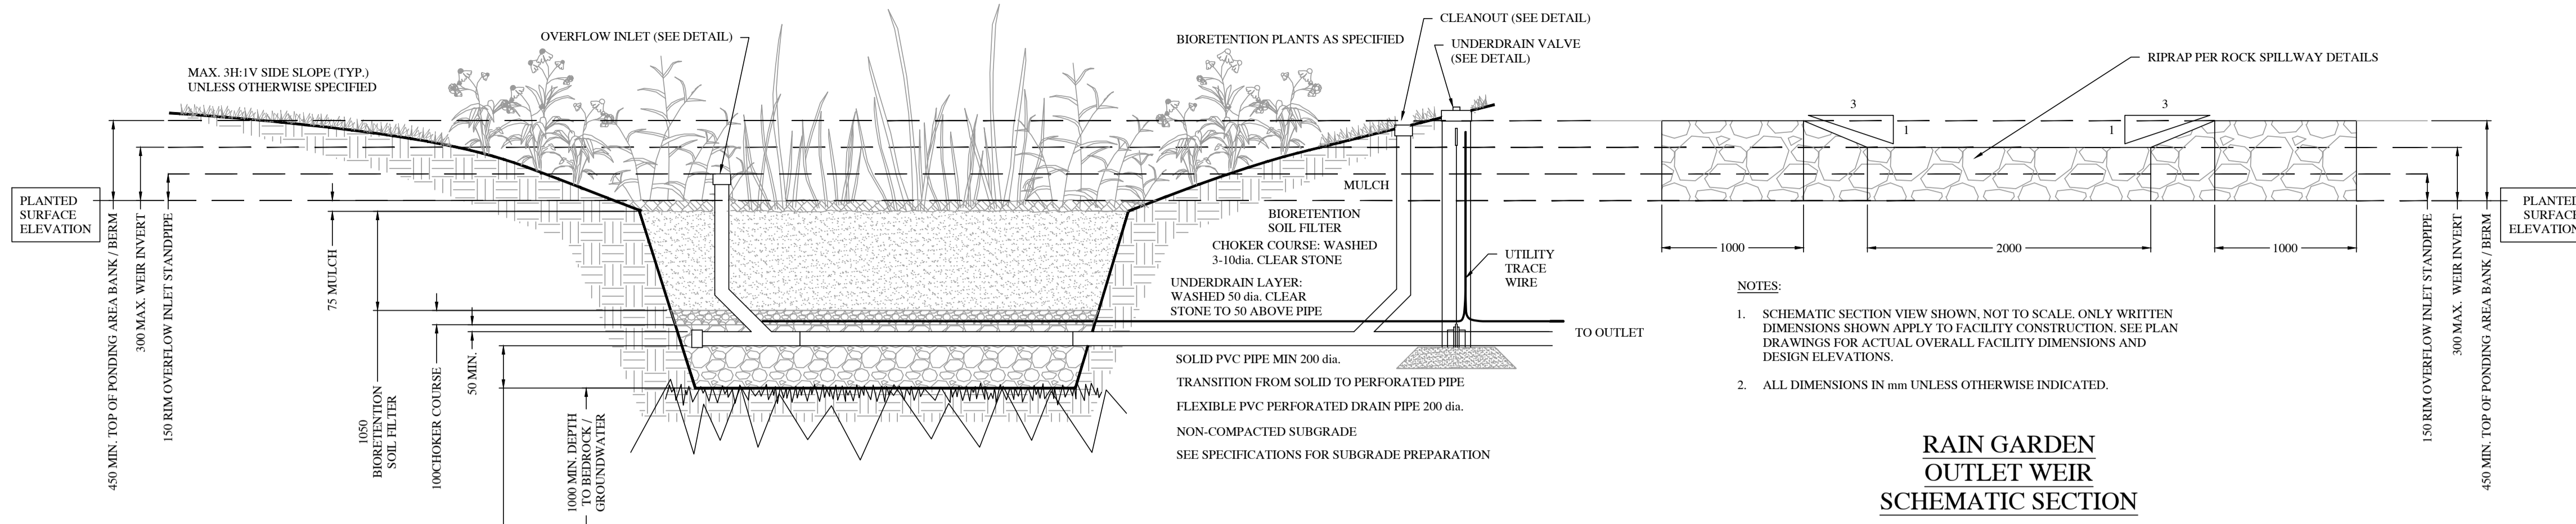 OVERFLOW INLET (SEE DETAIL)
MAX. 3H:1V SIDE SLOPE (TYP.)
UNLESS OTHERWISE SPECIFIED
BIORETENTION PLANTS AS SPECIFIED
CLEANOUT (SEE DETAIL)
UNDERDRAIN VALVE
(SEE DETAIL)
PLANTED
SURFACE
ELEVATION
450 MIN. TOP OF PONDING AREA BANK / BERM
300 MAX. WEIR INVERT
150 RIM OVERFLOW INLET STANDPIPE
75 MULCH
1050
BIORETENTION
SOIL FILTER
100CHOKER COURSE
50 MIN.
1000 MIN. DEPTH
TO BEDROCK /
GROUNDWATER
MULCH
BIORETENTION
SOIL FILTER
CHOKER COURSE: WASHED
3-10dia. CLEAR STONE
UNDERDRAIN LAYER:
WASHED 50 dia. CLEAR
STONE TO 50 ABOVE PIPE
UTILITY
TRACE
WIRE
TO OUTLET
SOLID PVC PIPE MIN 200 dia.
TRANSITION FROM SOLID TO PERFORATED PIPE
FLEXIBLE PVC PERFORATED DRAIN PIPE 200 dia.
NON-COMPACTED SUBGRADE
SEE SPECIFICATIONS FOR SUBGRADE PREPARATION
RIPRAP PER ROCK SPILLWAY DETAILS
3
1
3
1
1000
2000
1000
PLANTED
SURFACE
ELEVATION
150 RIM OVERFLOW INLET STANDPIPE
300 MAX. WEIR INVERT
450 MIN. TOP OF PONDING AREA BANK / BERM
NOTES:
1. SCHEMATIC SECTION VIEW SHOWN, NOT TO SCALE. ONLY WRITTEN
DIMENSIONS SHOWN APPLY TO FACILITY CONSTRUCTION. SEE PLAN
DRAWINGS FOR ACTUAL OVERALL FACILITY DIMENSIONS AND
DESIGN ELEVATIONS.
2. ALL DIMENSIONS IN mm UNLESS OTHERWISE INDICATED.
RAIN GARDEN
OUTLET WEIR
SCHEMATIC SECTION